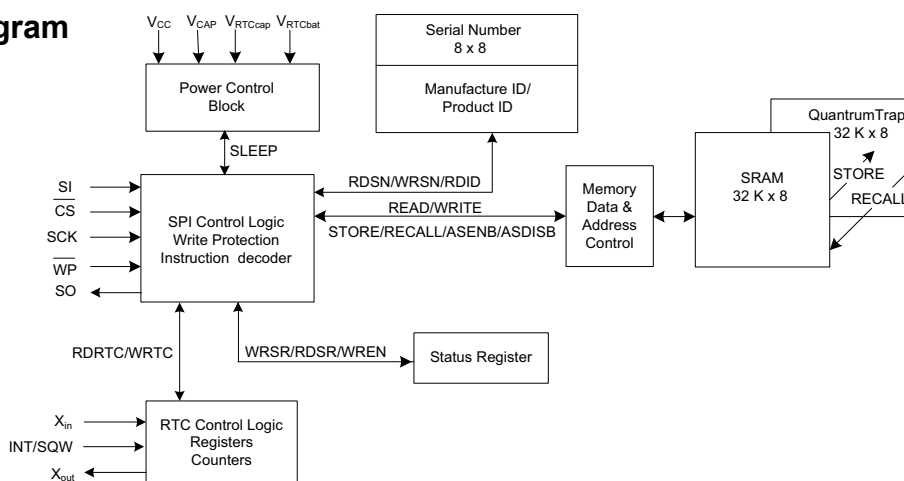 gram
VCC VCAP VRTCcap VRTCbat
Power Control
Block
Serial Number
8 x 8
Manufacture ID/
Product ID
QuantumTrap
32 K x 8
SLEEP
SI
CS
SCK
WP
SO
SPI Control Logic
Write Protection
Instruction decoder
RDSN/WRSN/RDID
READ/WRITE
STORE/RECALL/ASENB/ASDISB
Memory
Data &
Address
Control
SRAM
32 K x 8
STORE
RECALL
RDRTC/WRTC
WRSR/RDSR/WREN
Status Register
Xin
INT/SQW
Xout
RTC Control Logic
Registers
Counters